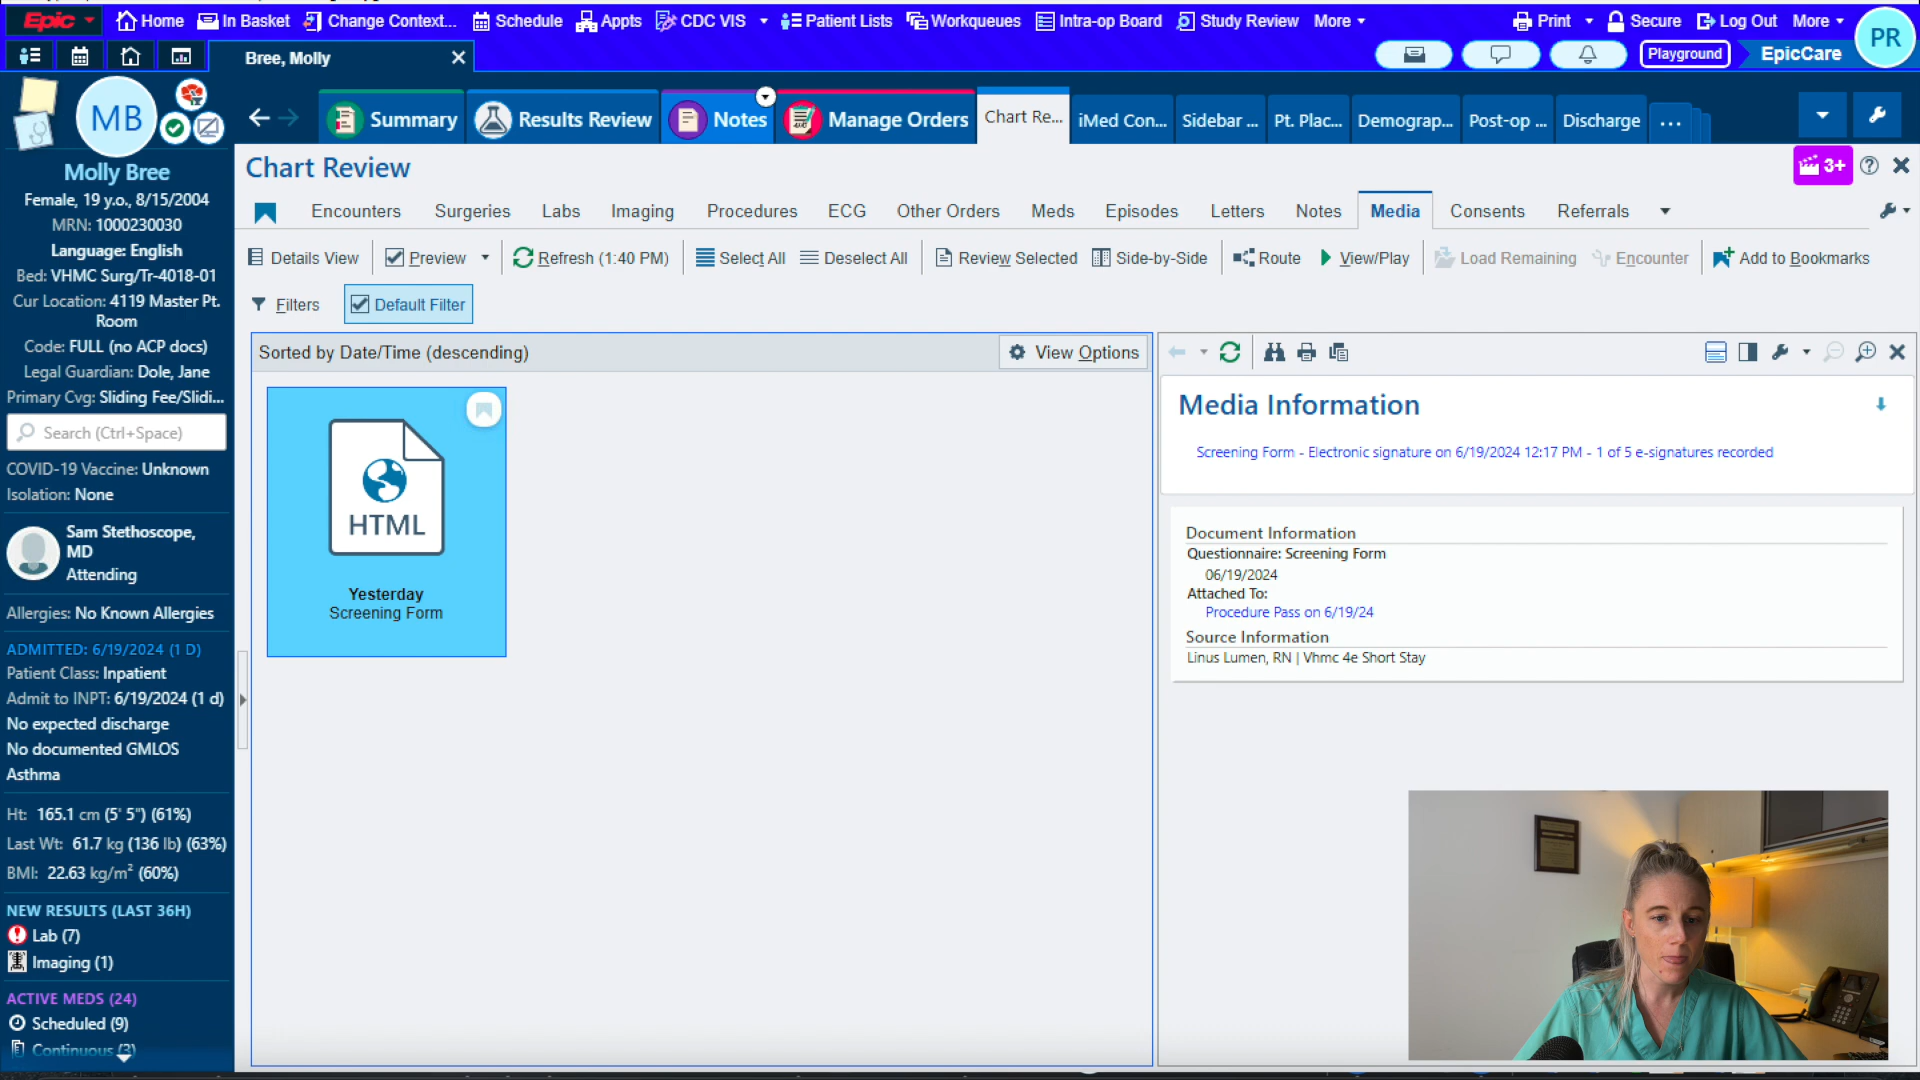 Epic
Home
In Basket
Change Context...
Schedule
Appts
CDC VIS
Patient Lists
Workqueues
Intra-op Board
Study Review
More
Print
Secure
Log Out
More
PR
Bree, Molly
Playground
EpicCare
MB
Summary
Results Review
Notes
Manage Orders
Chart Re...
iMed Con...
Sidebar ...
Pt. Plac...
Demograp...
Post-op ...
Discharge
...
Molly Bree
Female, 19 y.o., 8/15/2004
MRN: 1000230030
Language: English
Bed: VHMC Surg/Tr-4018-01
Cur Location: 4119 Master Pt.
Room
Code: FULL (no ACP docs)
Legal Guardian: Dole, Jane
Primary Cvg: Sliding Fee/Slidi...
Search (Ctrl+Space)
COVID-19 Vaccine: Unknown
Isolation: None
Sam Stethoscope,
MD
Attending
Allergies: No Known Allergies
ADMITTED: 6/19/2024 (1 D)
Patient Class: Inpatient
Admit to INPT: 6/19/2024 (1 d)
No expected discharge
No documented GMLOS
Asthma
Ht: 165.1 cm (5' 5") (61%)
Last Wt: 61.7 kg (136 lb) (63%)
BMI: 22.63 kg/m² (60%)
NEW RESULTS (LAST 36H)
Lab (7)
Imaging (1)
ACTIVE MEDS (24)
Scheduled (9)
Continuous (3)
Chart Review
3+
Encounters
Surgeries
Labs
Imaging
Procedures
ECG
Other Orders
Meds
Episodes
Letters
Notes
Media
Consents
Referrals
Details View
Preview
Refresh (1:40 PM)
Select All
Deselect All
Review Selected
Side-by-Side
Route
View/Play
Load Remaining
Encounter
Add to Bookmarks
Filters
Default Filter
Sorted by Date/Time (descending)
View Options
HTML
Yesterday
Screening Form
Media Information
Screening Form - Electronic signature on 6/19/2024 12:17 PM - 1 of 5 e-signatures recorded
Document Information
Questionnaire: Screening Form
06/19/2024
Attached To:
Procedure Pass on 6/19/24
Source Information
Linus Lumen, RN | Vhmc 4e Short Stay